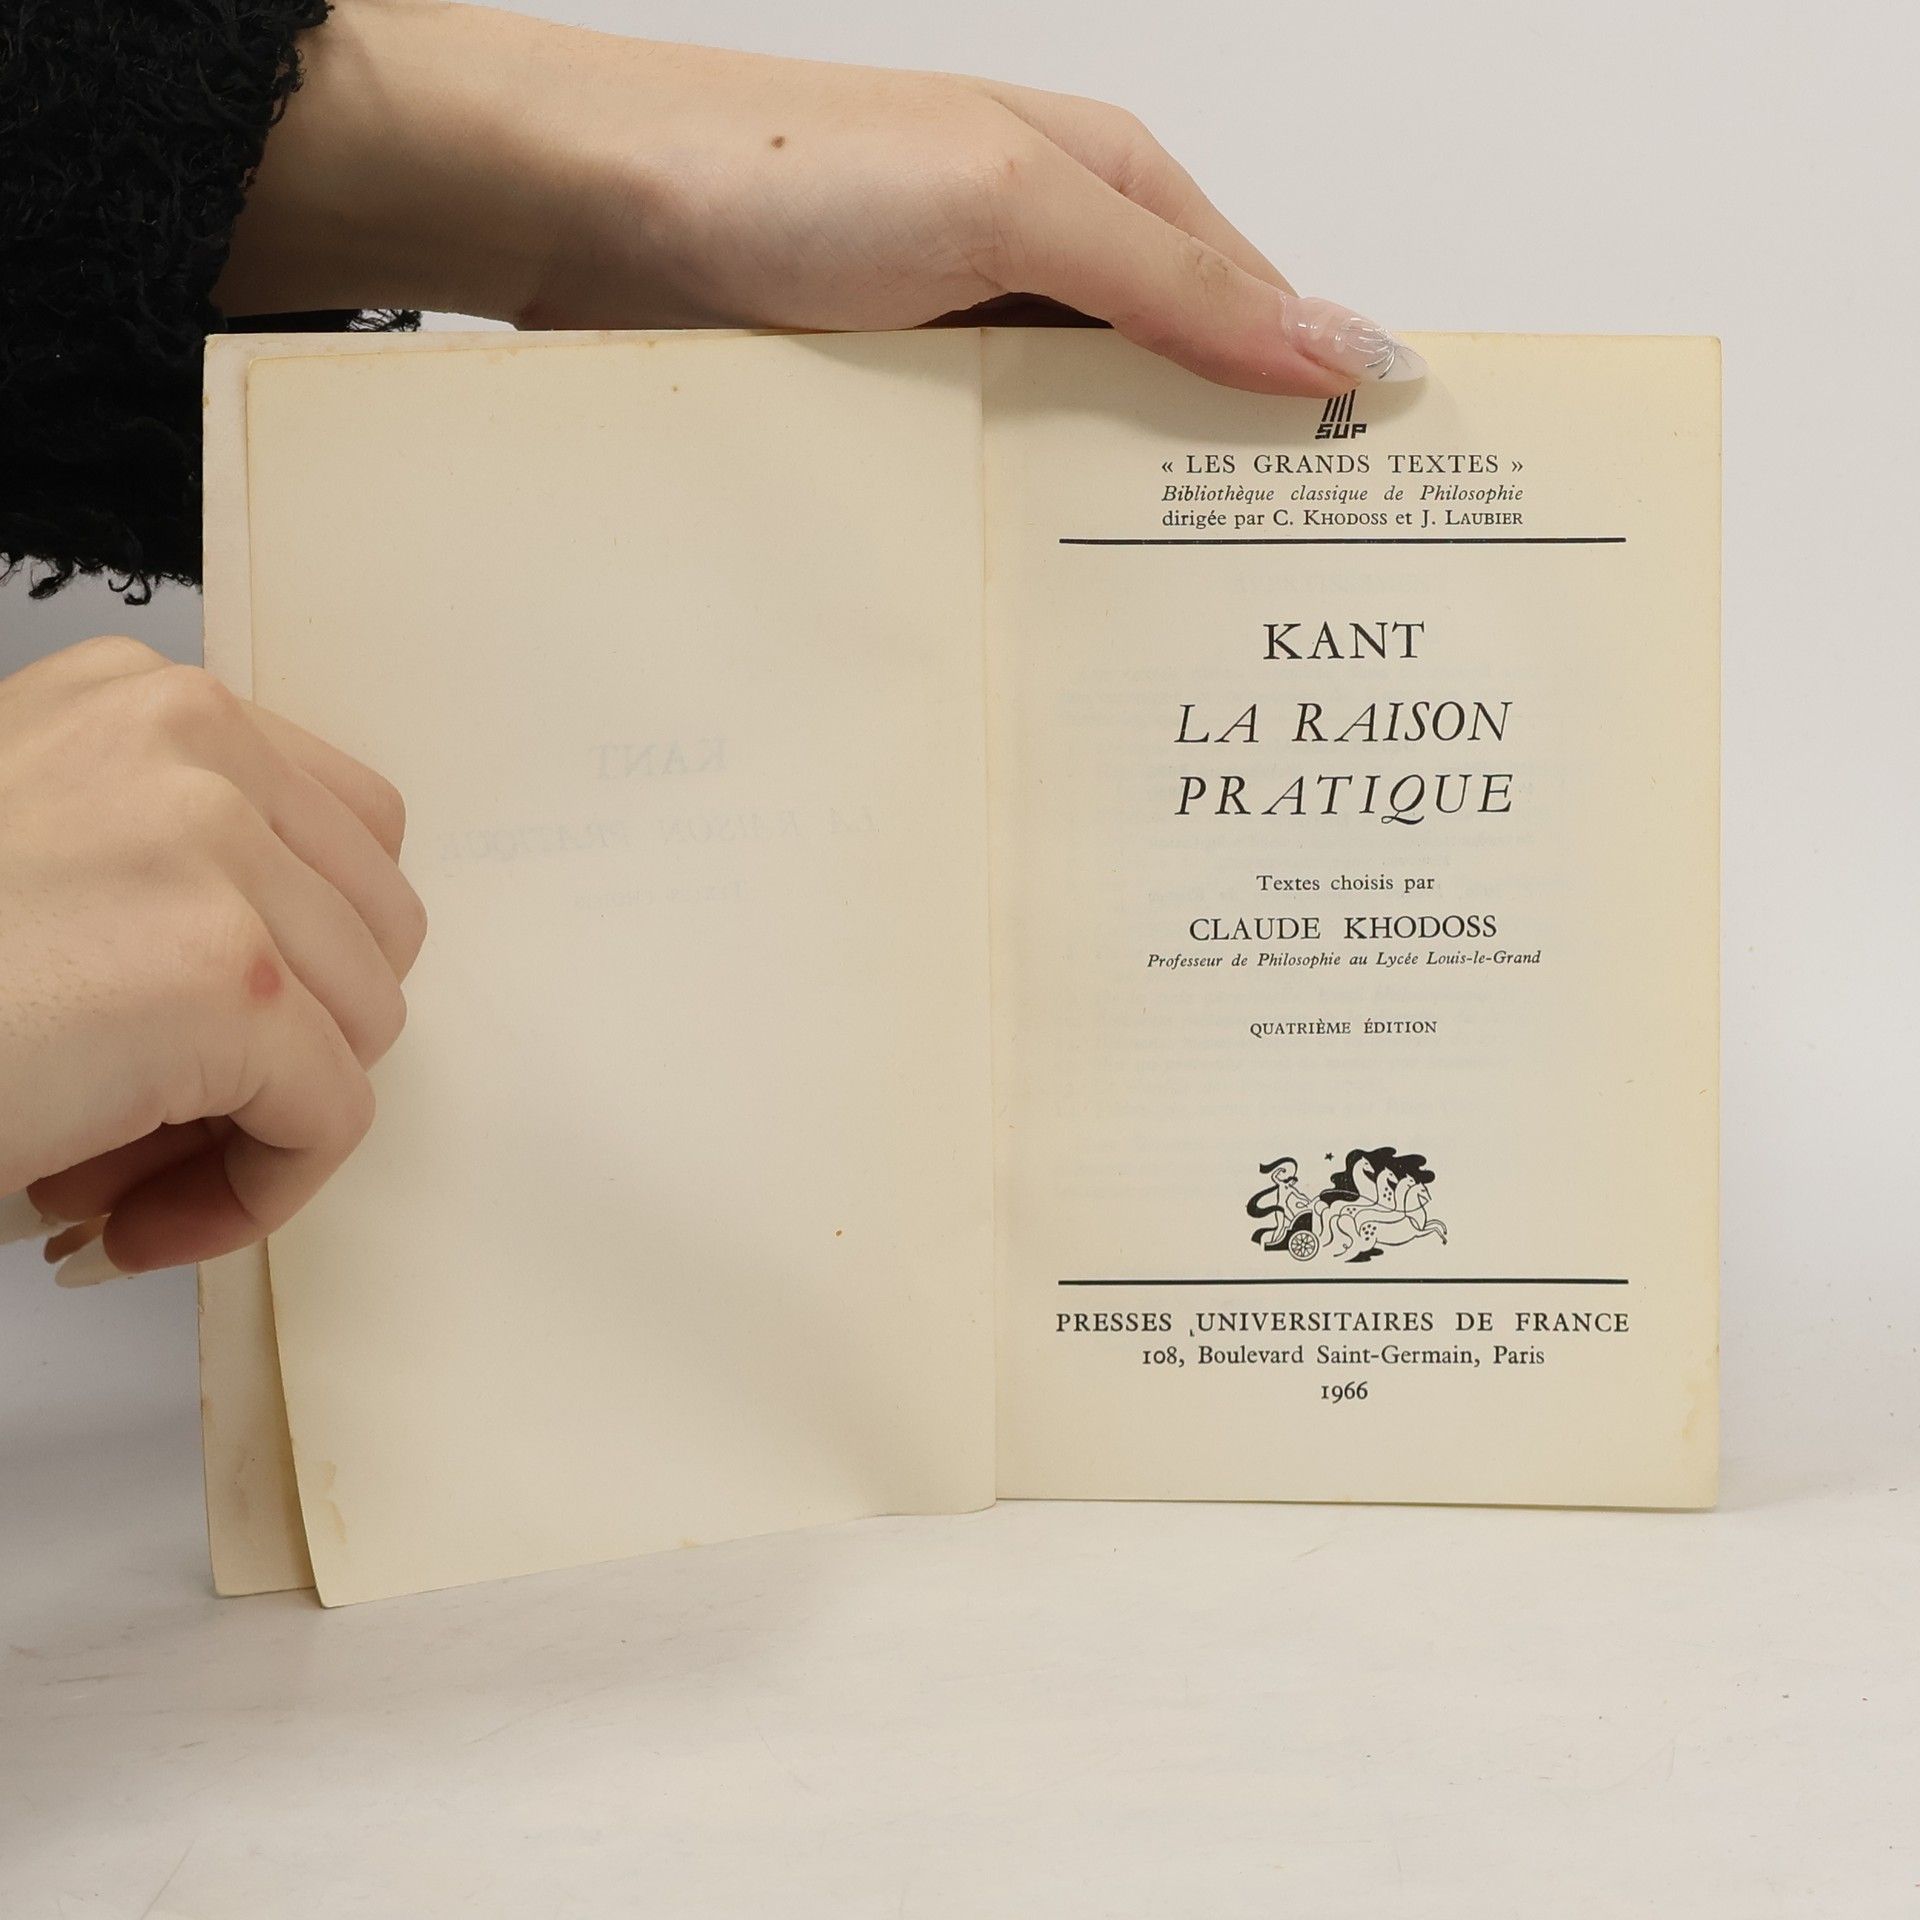 SUP
« LES GRANDS TEXTES »
Bibliothèque classique de Philosophie
dirigée par C. KHODOSS et J. LAUBIER
KANT
LA RAISON
PRATIQUE
Textes choisis par
CLAUDE KHODOSS
Professeur de Philosophie au Lycée Louis-le-Grand
QUATRIÈME ÉDITION
PRESSES UNIVERSITAIRES DE FRANCE
108, Boulevard Saint-Germain, Paris
1966